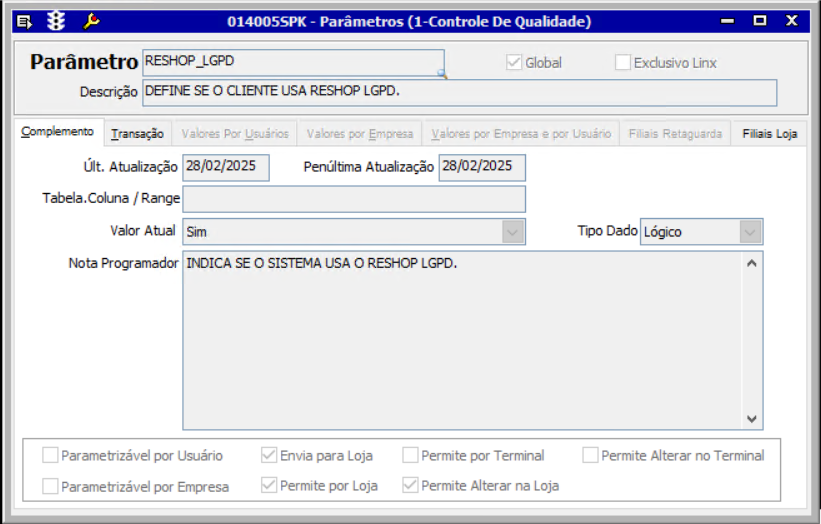 014005SPK - Parâmetros (1-Controle De Qualidade)
Parâmetro RESHOP_LGPD Global Exclusivo Linx
Descrição DEFINE SE O CLIENTE USA RESHOP LGPD.
Complemento Transação Valores Por Usuários Valores por Empresa Valores por Empresa e por Usuário Filiais Retaguarda Filiais Loja
Últ. Atualização 28/02/2025 Penúltima Atualização 28/02/2025
Tabela.Coluna / Range
Valor Atual Sim Tipo Dado Lógico
Nota Programador INDICA SE O SISTEMA USA O RESHOP LGPD.
Parametrizável por Usuário Envia para Loja Permite por Terminal Permite Alterar no Terminal
Parametrizável por Empresa Permite por Loja Permite Alterar na Loja